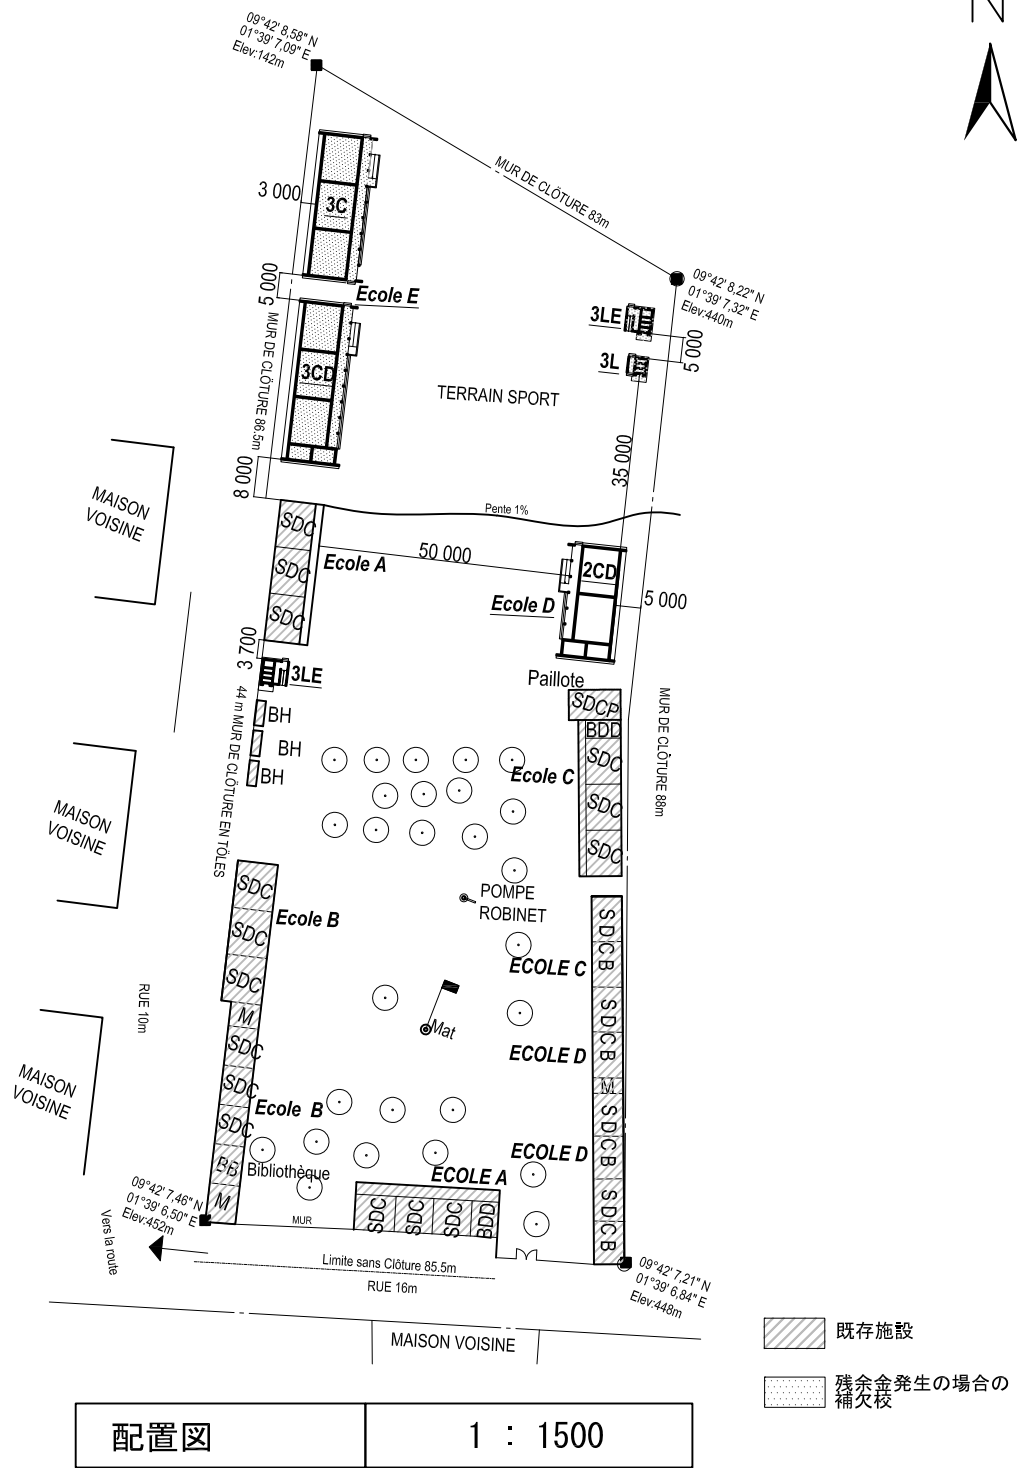 N
09°42' 8,58" N
01°39' 7,09" E
Elev:142m
MUR DE CLÖTURE 83m
3 000
3C
5 000
Ecole E
09°42' 8,22" N
01°39' 7,32" E
Elev:440m
3LE
5 000
3L
MUR DE CLÖTURE 86.5m
3CD
TERRAIN SPORT
35 000
8 000
MAISON
VOISINE
Pente 1%
SDC
50 000
Ecole A
SDC
2CD
Ecole D
5 000
SDC
3 700
3LE
Paillote
SDCP
BDD
44 m MUR DE CLÖTURE EN TÖLES
BH
BH
BH
MUR DE CLÖTURE 88m
Ecole C
SDC
SDC
SDC
MAISON
VOISINE
SDC
Ecole B
SDC
SDC
POMPE
ROBINET
SDCB
ECOLE C
RUE 10m
M
Mat
SDCB
ECOLE D
M
SDC
SDC
SDC
Ecole B
MAISON
VOISINE
SDCB
ECOLE D
BB
Bibliothèque
M
ECOLE A
SDC
SDC
SDC
BDD
SDCB
09°42' 7,46" N
01°39' 6,50" E
Elev:452m
MUR
Vers la route
Limite sans Clôture 85.5m
RUE 16m
09°42' 7,21" N
01°39' 6,84" E
Elev:448m
MAISON VOISINE
既存施設
残余金発生の場合の
補欠校
配置図
1 : 1500